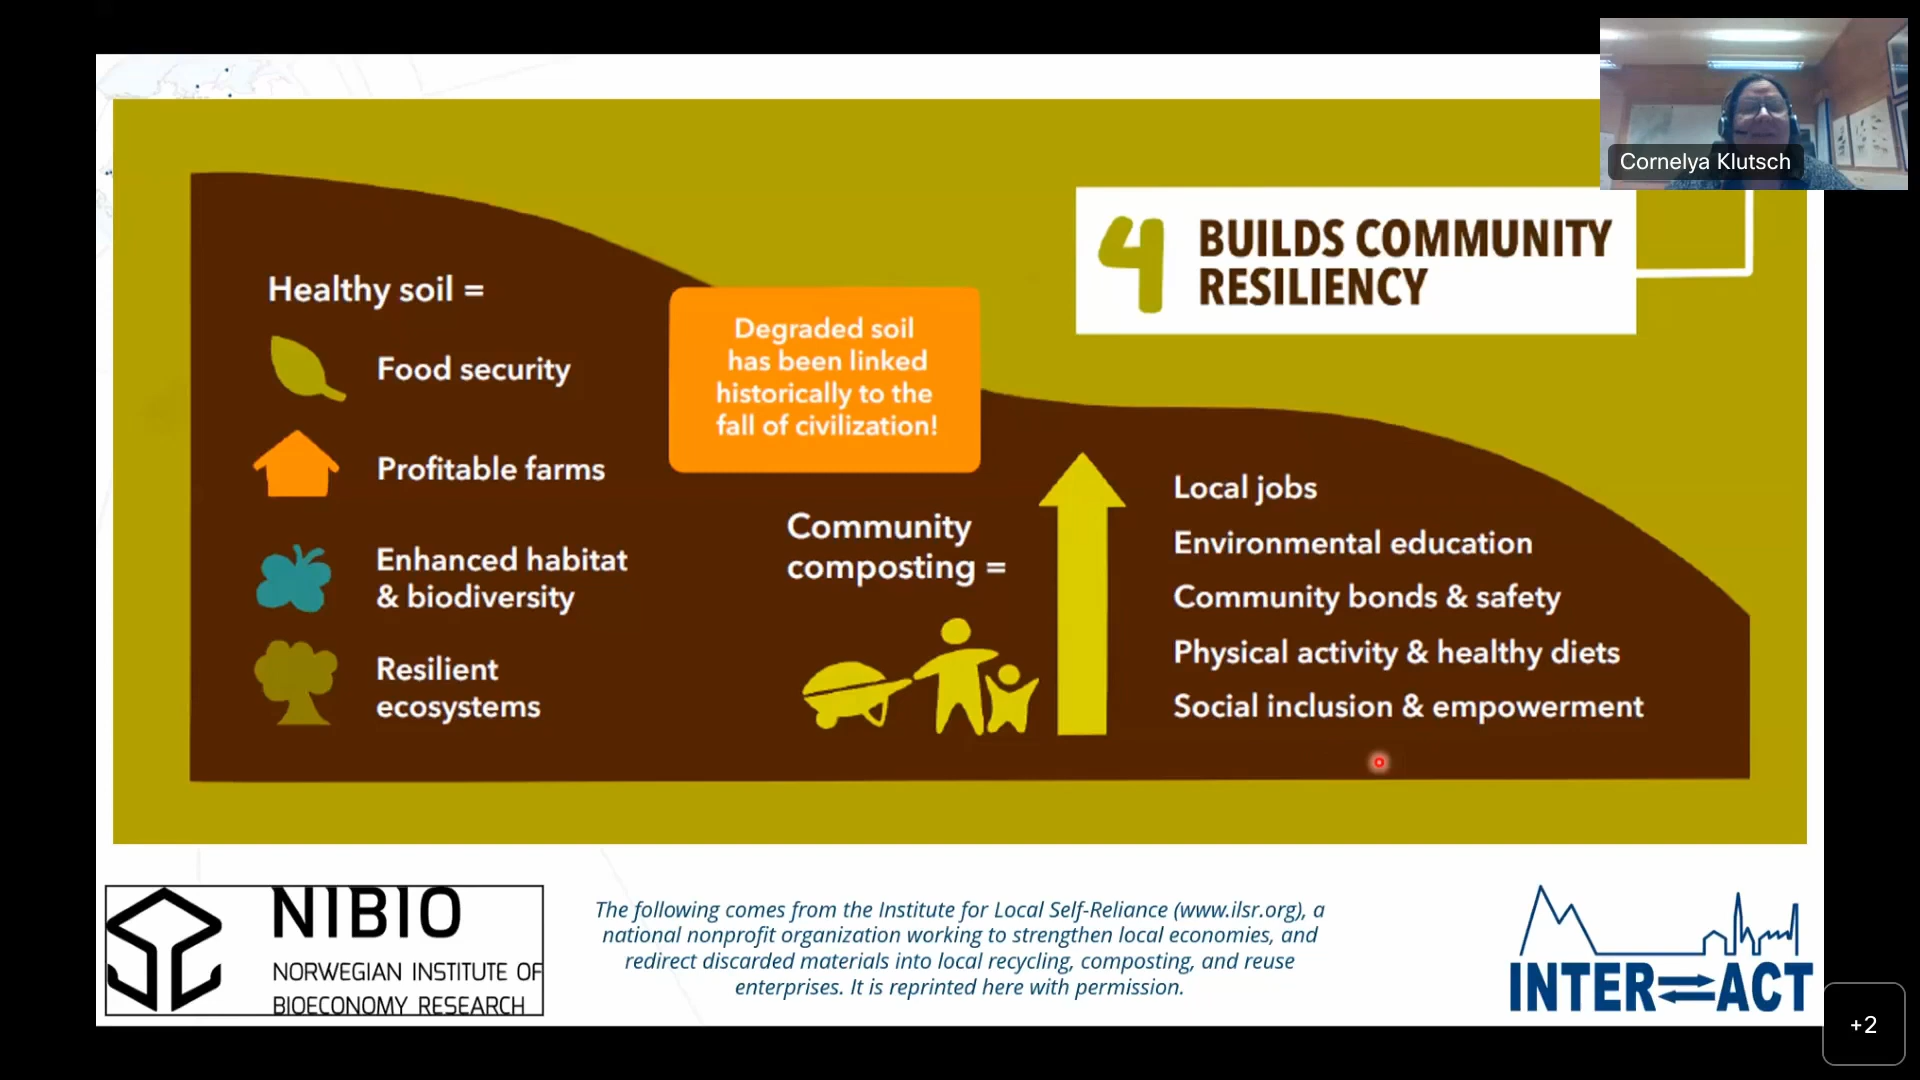 Cornelya Klutsch
4
BUILDS COMMUNITY
RESILIENCY
Healthy soil =
Food security
Profitable farms
Enhanced habitat
& biodiversity
Resilient
ecosystems
Degraded soil
has been linked
historically to the
fall of civilization!
Community
composting =
Local jobs
Environmental education
Community bonds & safety
Physical activity & healthy diets
Social inclusion & empowerment
NIBIO
NORWEGIAN INSTITUTE OF
BIOECONOMY RESEARCH
The following comes from the Institute for Local Self-Reliance (www.ilsr.org), a
national nonprofit organization working to strengthen local economies, and
redirect discarded materials into local recycling, composting, and reuse
enterprises. It is reprinted here with permission.
INTERACT
+2